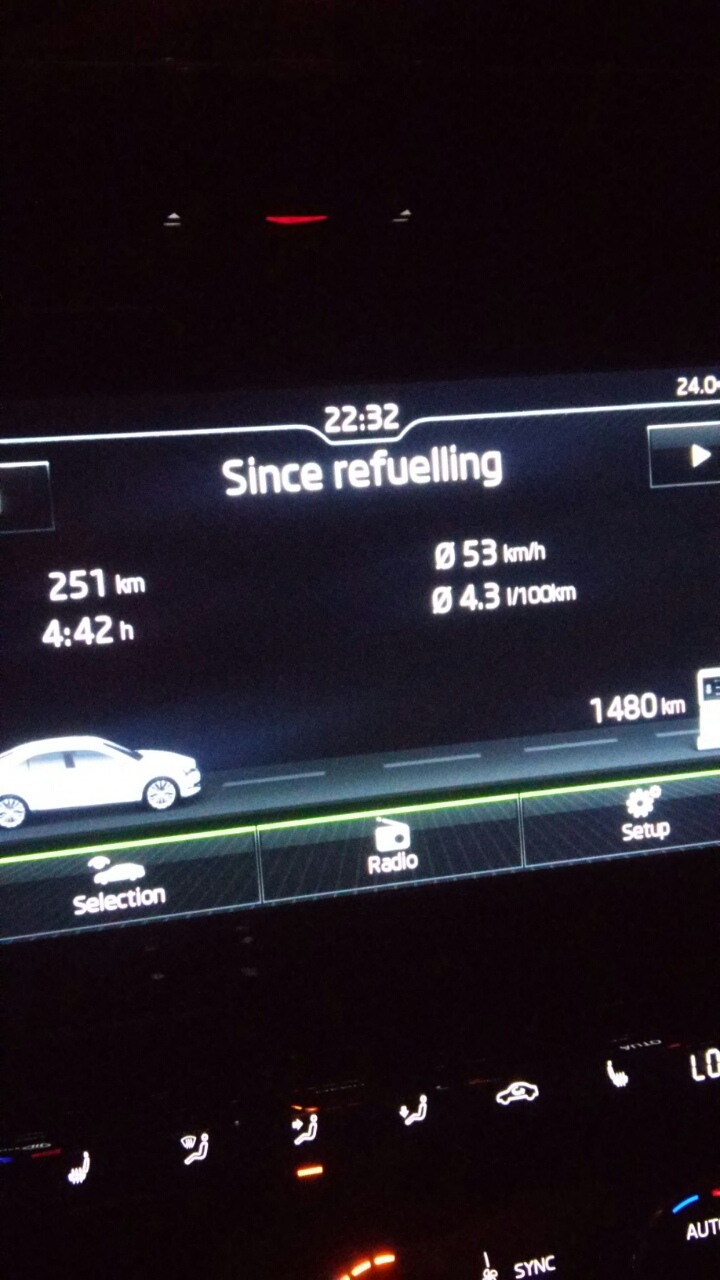 24.0
22:32
Since refuelling
251 km
Ø 53 km/h
4:42 h
Ø 4.3 l/100km
1480 km
Selection
Radio
Setup
AUTO
LO
SYNC